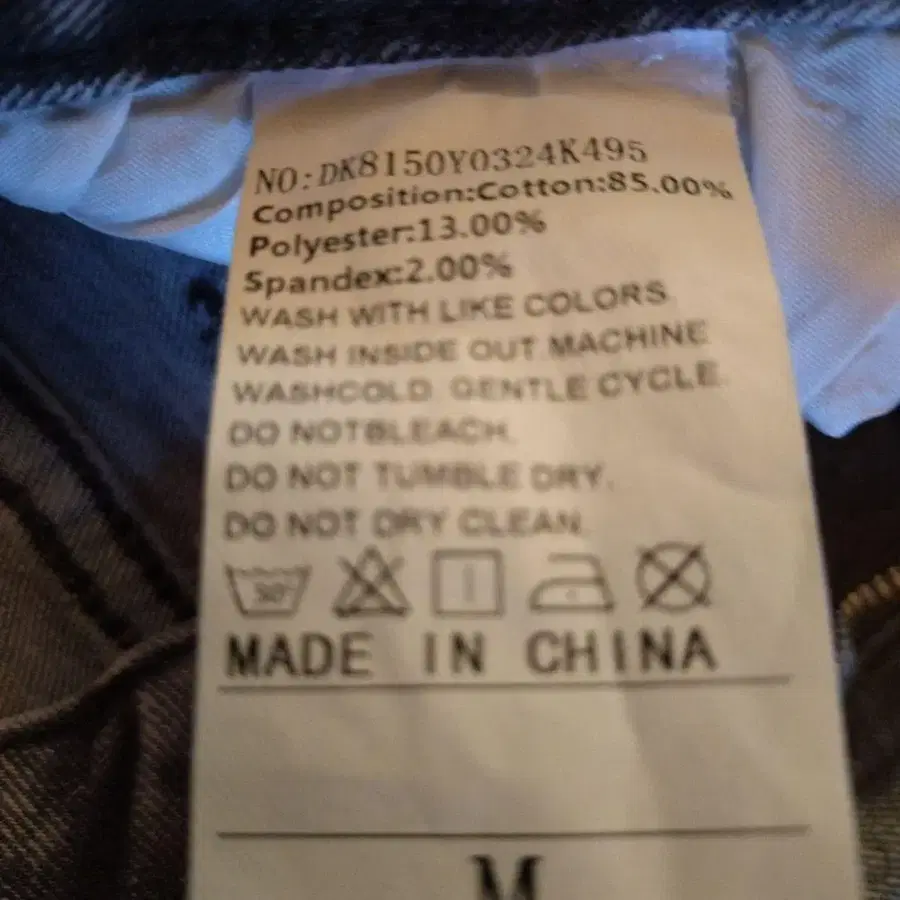 NO:DK8150Y0324K495
Composition:Cotton:85.00%
Polyester:13.00%
Spandex:2.00%
WASH WITH LIKE COLORS.
WASH INSIDE OUT.MACHINE
WASHCOLD. GENTLE CYCLE.
DO NOTBLEACH.
DO NOT TUMBLE DRY.
DO NOT DRY CLEAN.
30°
MADE IN CHINA
M